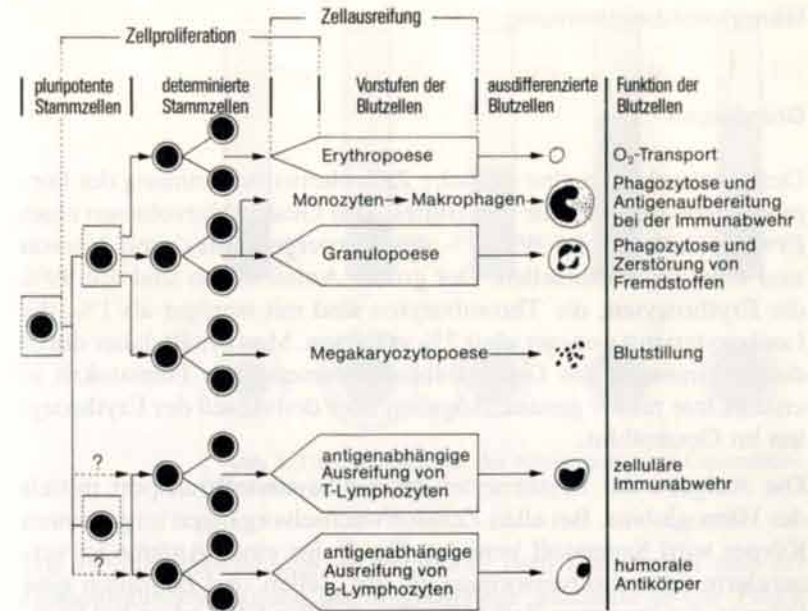 Zellausreifung
Zellproliferation
pluripotente
Stammzellen
determinierte
Stammzellen
Vorstufen der
Blutzellen
ausdifferenzierte
Blutzellen
Funktion der
Blutzellen
Erythropoese
O₂-Transport
Monozyten
Makrophagen
Phagozytose und
Antigenaufbereitung
bei der Immunabwehr
Granulopoese
Phagozytose und
Zerstörung von
Fremdstoffen
Megakaryozytopoese
Blutstillung
?
antigenabhängige
Ausreifung von
T-Lymphozyten
zelluläre
Immunabwehr
?
antigenabhängige
Ausreifung von
B-Lymphozyten
humorale
Antikörper